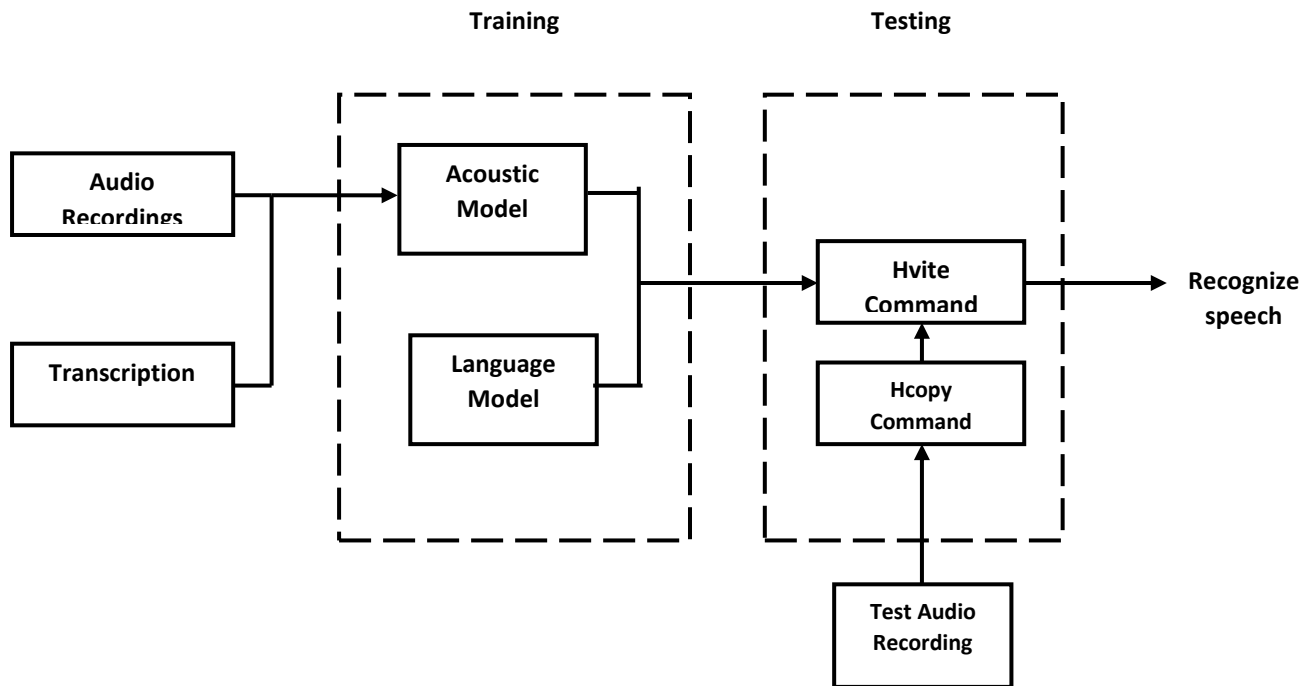 Training
Testing
Audio
Recordings
Transcription
Acoustic
Model
Language
Model
Hvite
Command
Hcopy
Command
Recognize
speech
Test Audio
Recording